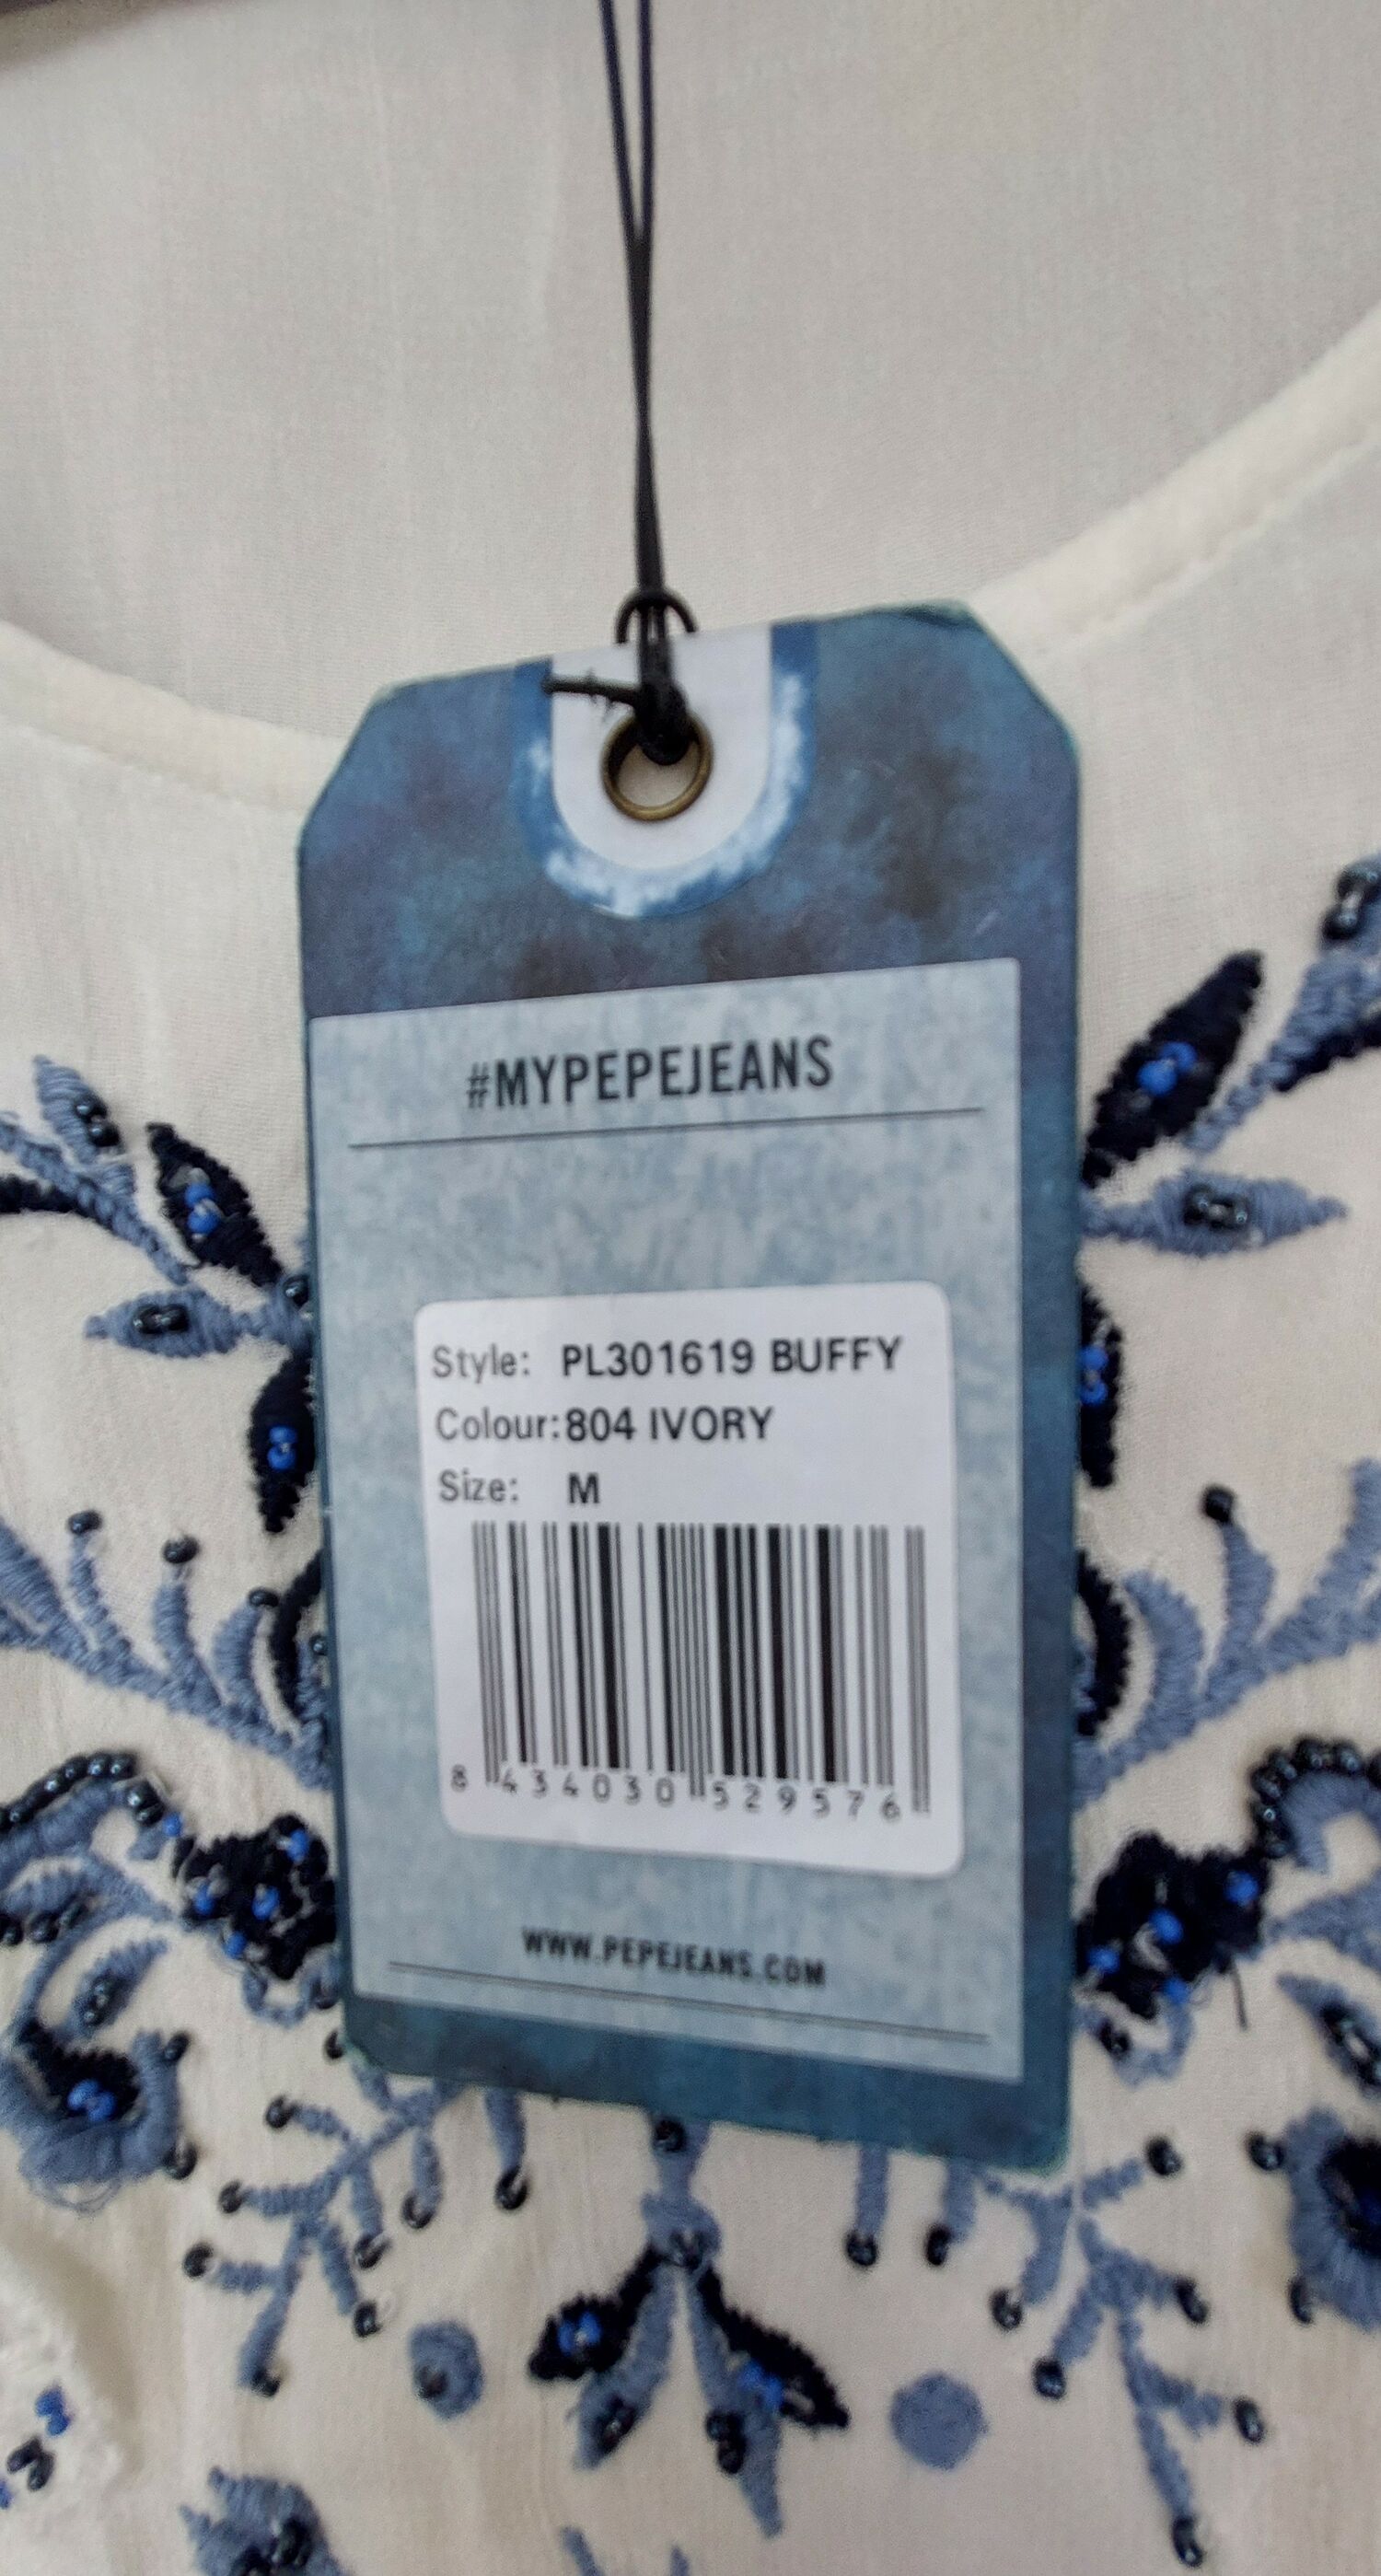 #MYPEPEJEANS
Style: PL301619 BUFFY
Colour: 804 IVORY
Size: M
8 434030 529576
WWW.PEPEJEANS.COM